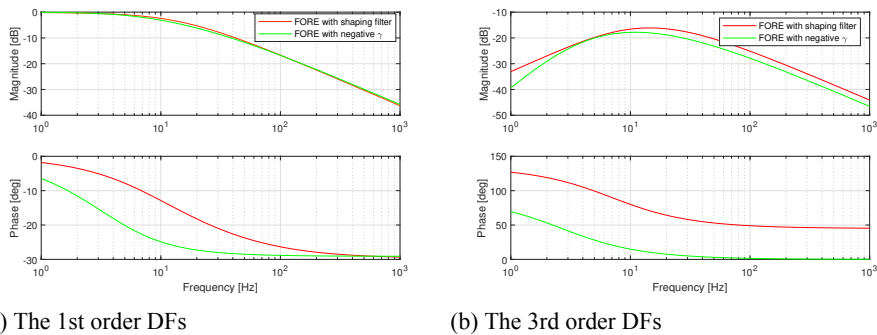 0
-10
-20
-30
-40
Magnitude [dB]
FORE with shaping filter
FORE with negative γ
10^0 10^1 10^2 10^3
0
-10
-20
-30
Phase [deg]
10^0 10^1 10^2 10^3
Frequency [Hz]
0
-10
-20
-30
-40
-50
Magnitude [dB]
FORE with shaping filter
FORE with negative γ
10^0 10^1 10^2 10^3
150
100
50
0
Phase [deg]
10^0 10^1 10^2 10^3
Frequency [Hz]
) The 1st order DFs
(b) The 3rd order DFs